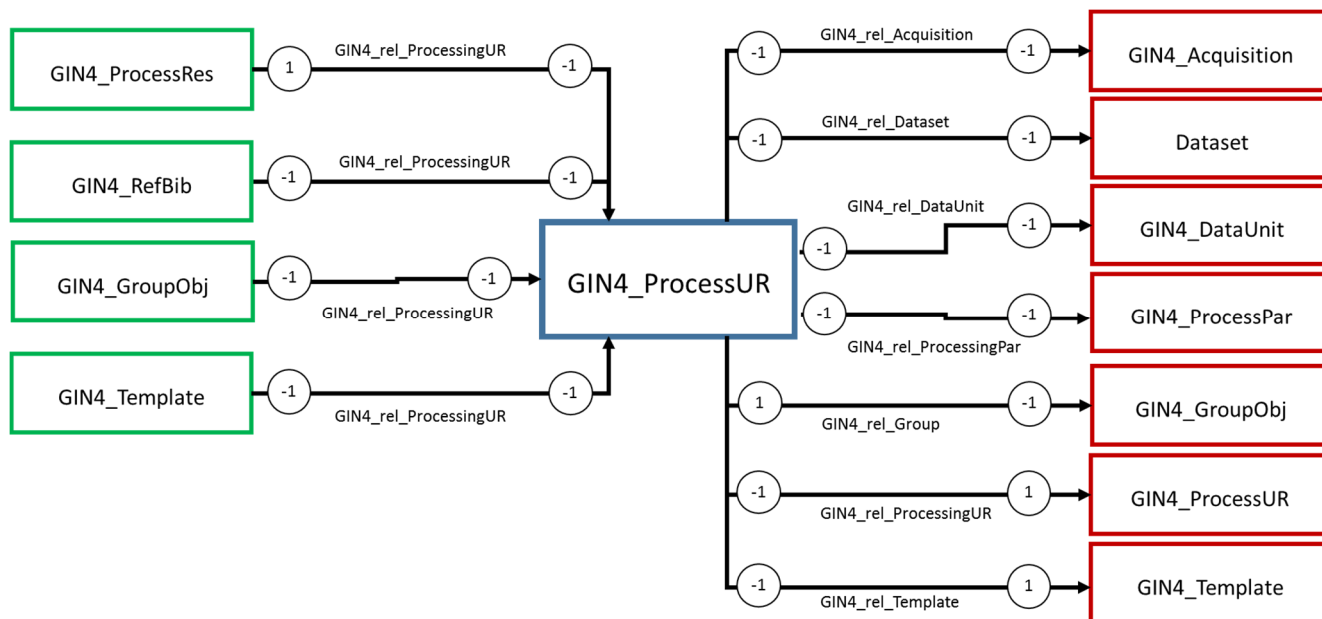 GIN4_ProcessRes
1
GIN4_rel_ProcessingUR
-1
GIN4_RefBib
-1
GIN4_rel_ProcessingUR
-1
GIN4_GroupObj
-1
GIN4_rel_ProcessingUR
-1
GIN4_Template
-1
GIN4_rel_ProcessingUR
-1
GIN4_ProcessUR
-1
GIN4_rel_Acquisition
-1
GIN4_Acquisition
-1
GIN4_rel_Dataset
-1
Dataset
-1
GIN4_rel_DataUnit
-1
GIN4_DataUnit
-1
GIN4_rel_ProcessingPar
-1
GIN4_ProcessPar
1
GIN4_rel_Group
-1
GIN4_GroupObj
-1
GIN4_rel_ProcessingUR
1
GIN4_ProcessUR
-1
GIN4_rel_Template
1
GIN4_Template